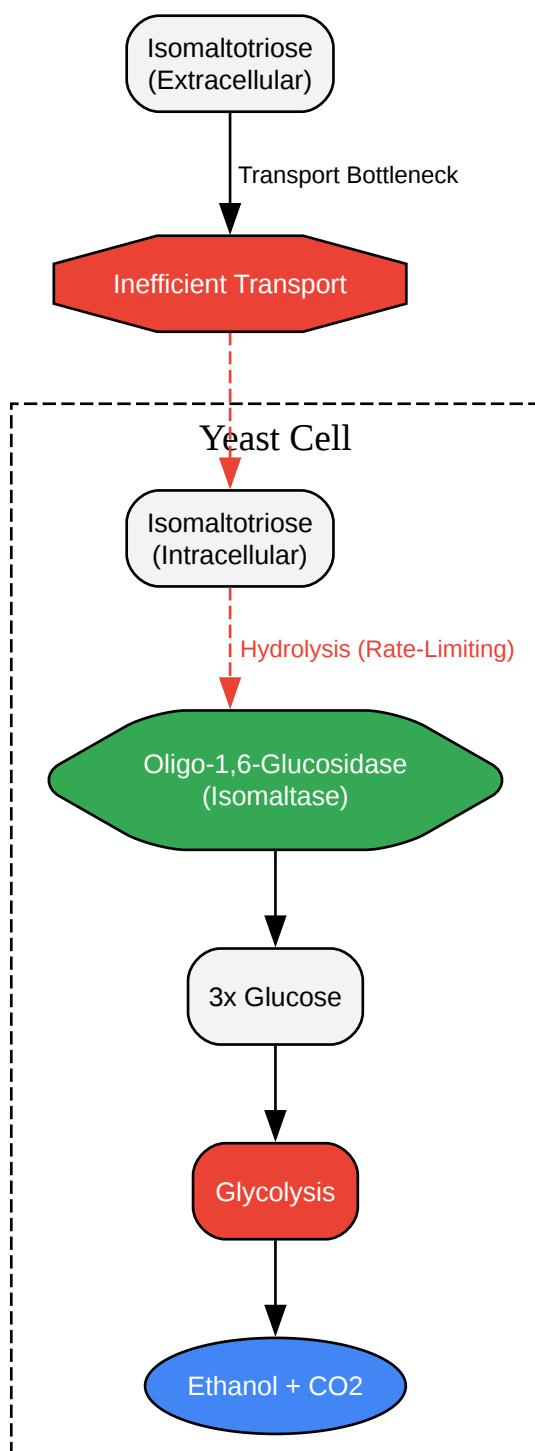 Isomaltotriose
(Extracellular)
Transport Bottleneck
Inefficient Transport
Yeast Cell
Isomaltotriose
(Intracellular)
Hydrolysis (Rate-Limiting)
Oligo-1,6-Glucosidase
(Isomaltase)
3x Glucose
Glycolysis
Ethanol + CO2